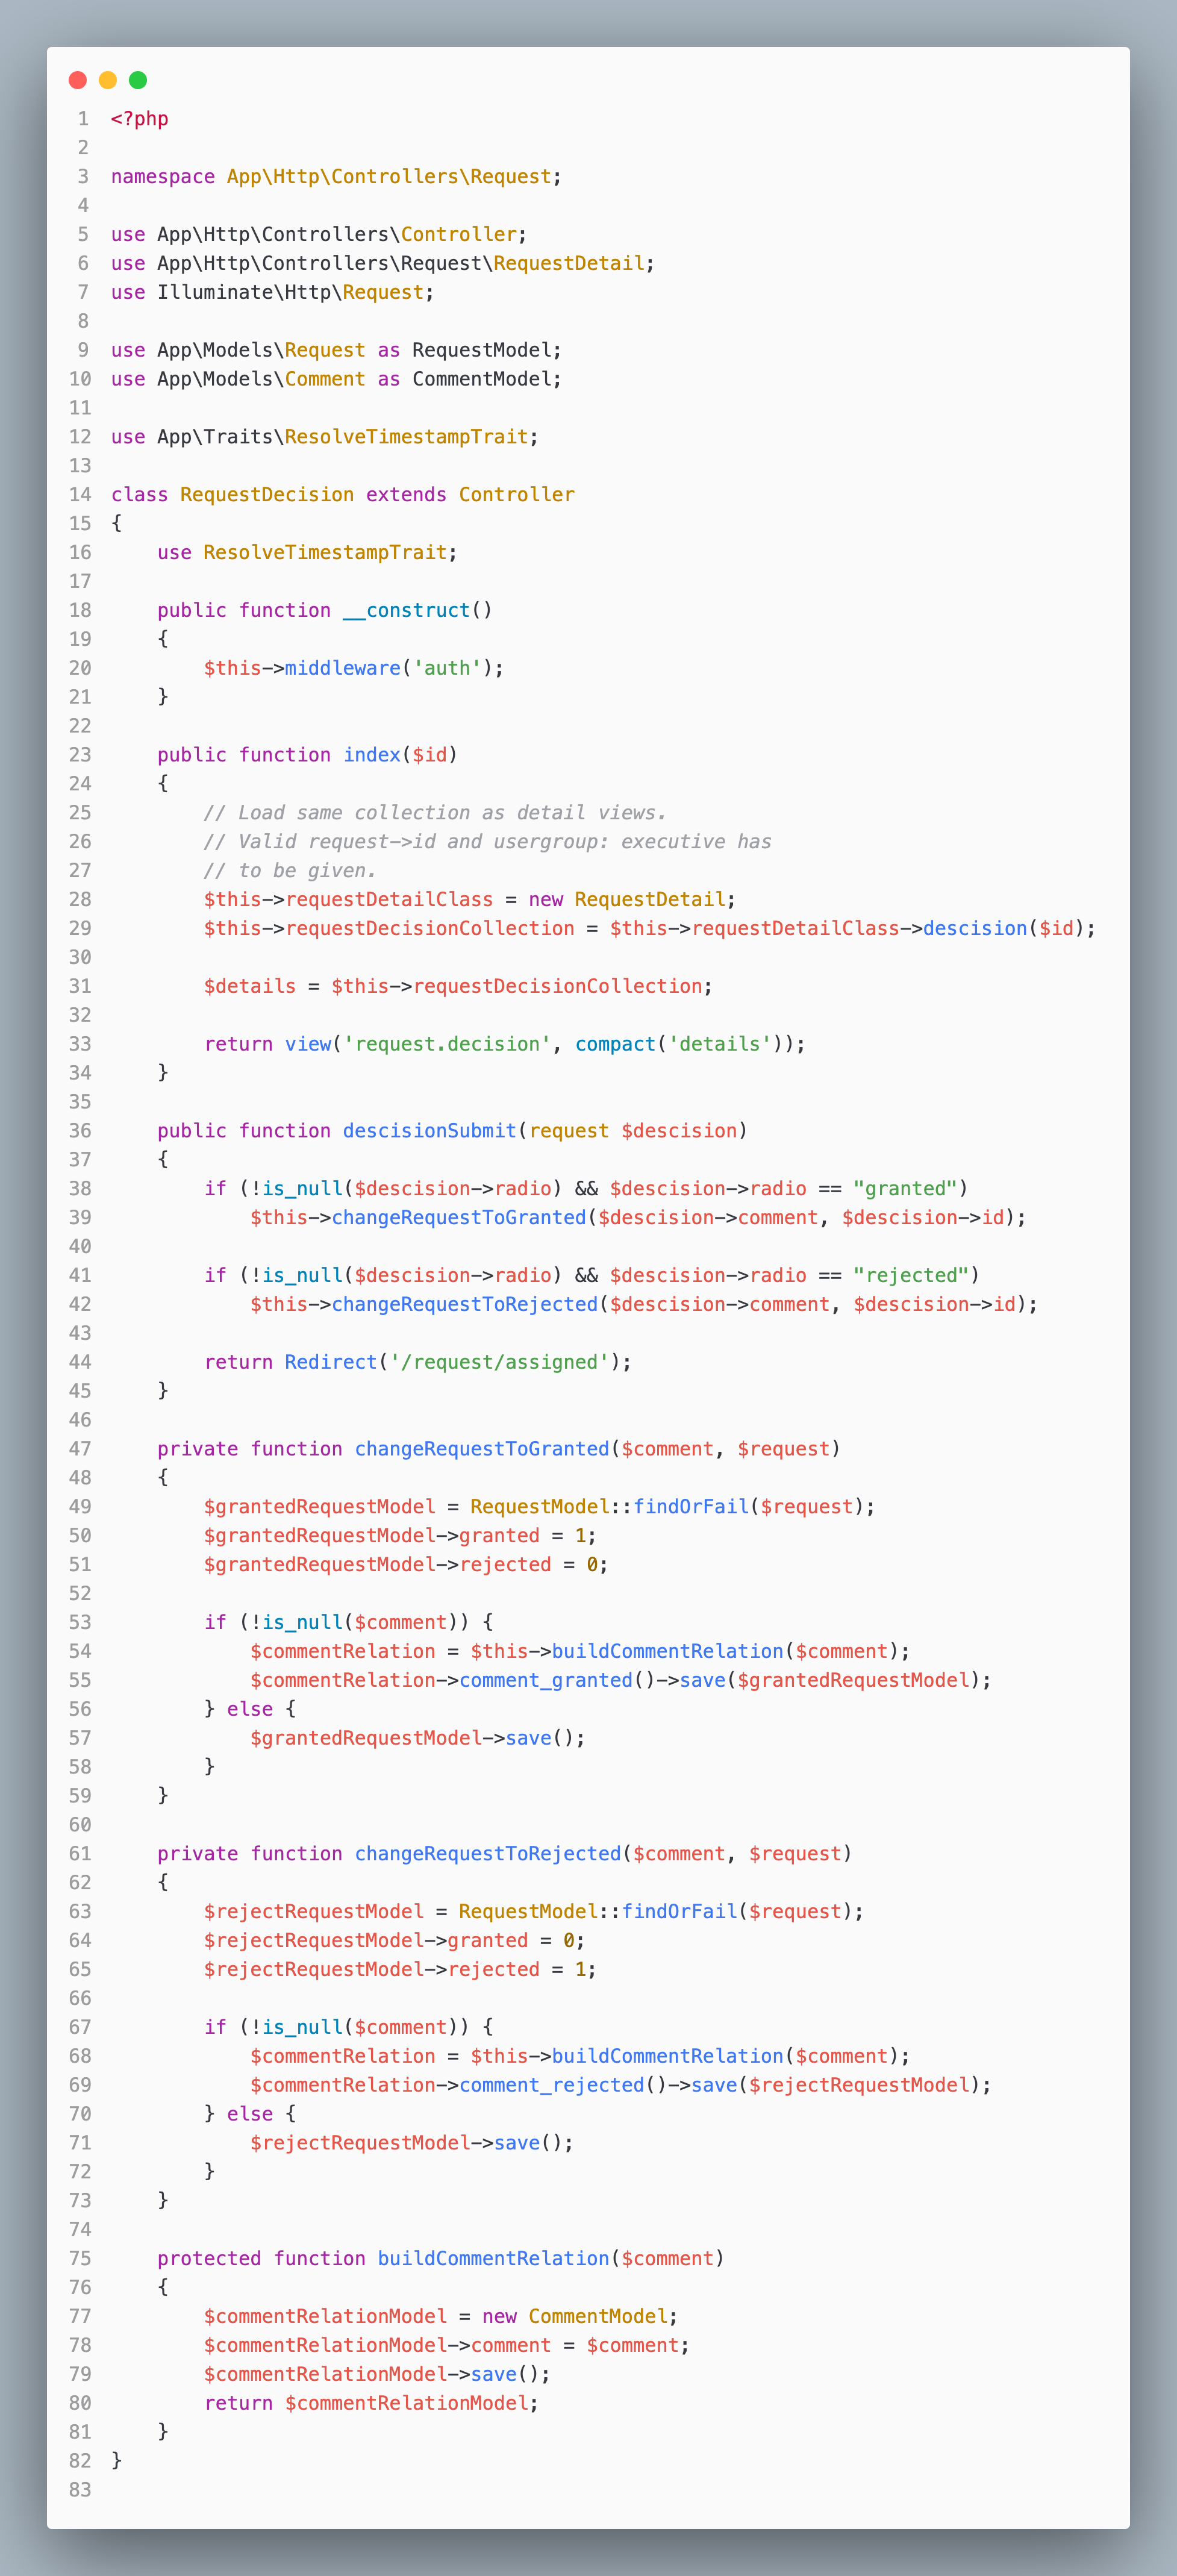 1 <?php
2
3 namespace App\Http\Controllers\Request;
4
5 use App\Http\Controllers\Controller;
6 use App\Http\Controllers\Request\RequestDetail;
7 use Illuminate\Http\Request;
8
9 use App\Models\Request as RequestModel;
10 use App\Models\Comment as CommentModel;
11
12 use App\Traits\ResolveTimestampTrait;
13
14 class RequestDecision extends Controller
15 {
16     use ResolveTimestampTrait;
17
18     public function __construct()
19     {
20         $this->middleware('auth');
21     }
22
23     public function index($id)
24     {
25         // Load same collection as detail views.
26         // Valid request->id and usergroup: executive has
27         // to be given.
28         $this->requestDetailClass = new RequestDetail;
29         $this->requestDecisionCollection = $this->requestDetailClass->descision($id);
30
31         $details = $this->requestDecisionCollection;
32
33         return view('request.decision', compact('details'));
34     }
35
36     public function descisionSubmit(request $descision)
37     {
38         if (!is_null($descision->radio) && $descision->radio == "granted")
39             $this->changeRequestToGranted($descision->comment, $descision->id);
40
41         if (!is_null($descision->radio) && $descision->radio == "rejected")
42             $this->changeRequestToRejected($descision->comment, $descision->id);
43
44         return Redirect('/request/assigned');
45     }
46
47     private function changeRequestToGranted($comment, $request)
48     {
49         $grantedRequestModel = RequestModel::findOrFail($request);
50         $grantedRequestModel->granted = 1;
51         $grantedRequestModel->rejected = 0;
52
53         if (!is_null($comment)) {
54             $commentRelation = $this->buildCommentRelation($comment);
55             $commentRelation->comment_granted()->save($grantedRequestModel);
56         } else {
57             $grantedRequestModel->save();
58         }
59     }
60
61     private function changeRequestToRejected($comment, $request)
62     {
63         $rejectRequestModel = RequestModel::findOrFail($request);
64         $rejectRequestModel->granted = 0;
65         $rejectRequestModel->rejected = 1;
66
67         if (!is_null($comment)) {
68             $commentRelation = $this->buildCommentRelation($comment);
69             $commentRelation->comment_rejected()->save($rejectRequestModel);
70         } else {
71             $rejectRequestModel->save();
72         }
73     }
74
75     protected function buildCommentRelation($comment)
76     {
77         $commentRelationModel = new CommentModel;
78         $commentRelationModel->comment = $comment;
79         $commentRelationModel->save();
80         return $commentRelationModel;
81     }
82 }
83